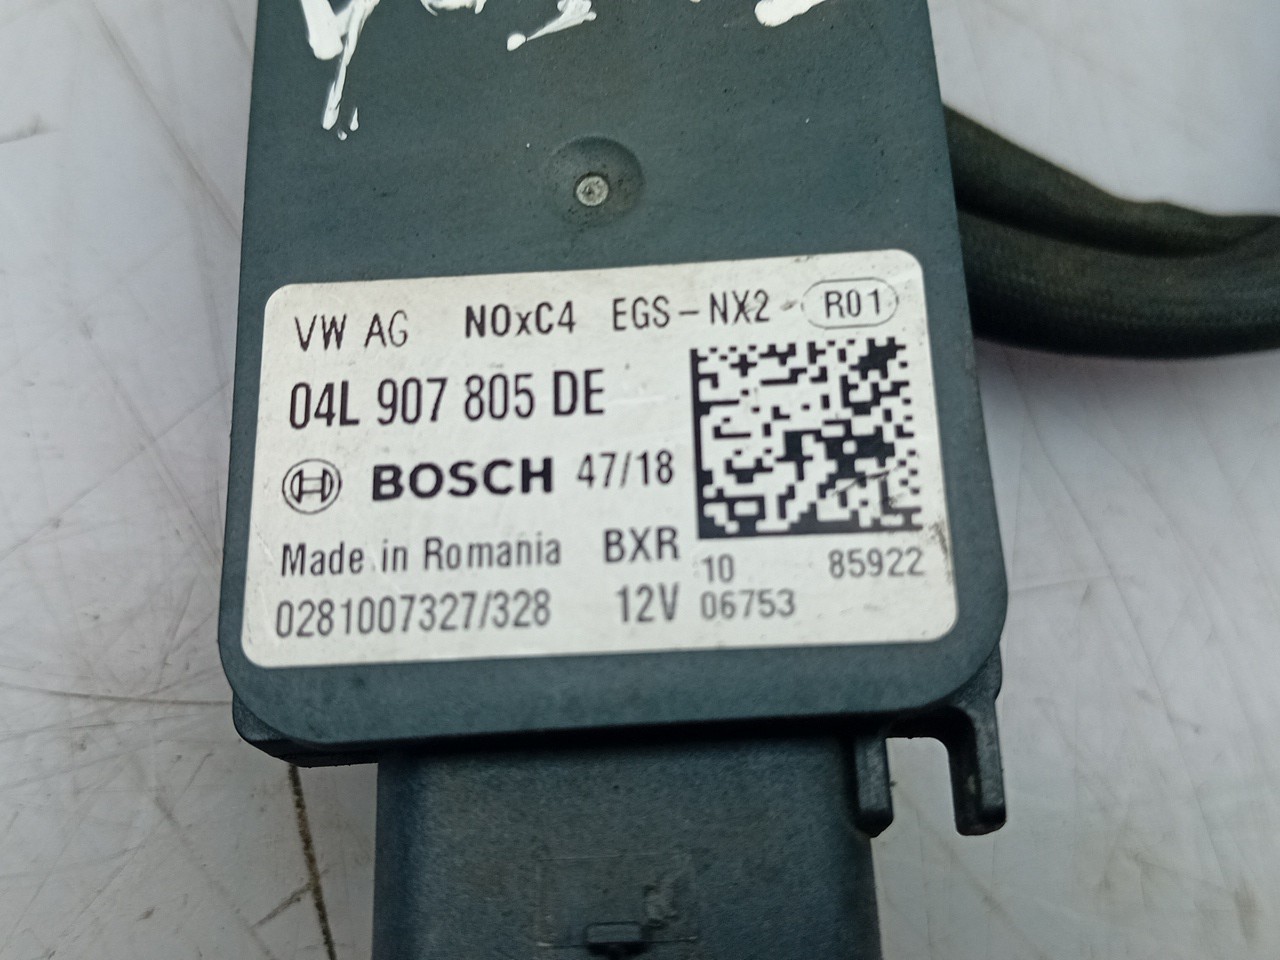 VW AG NOxC4 EGS-NX2- R01
04L 907 805 DE
BOSCH 47/18
Made in Romania BXR 10 85922
0281007327/328 12V 06753